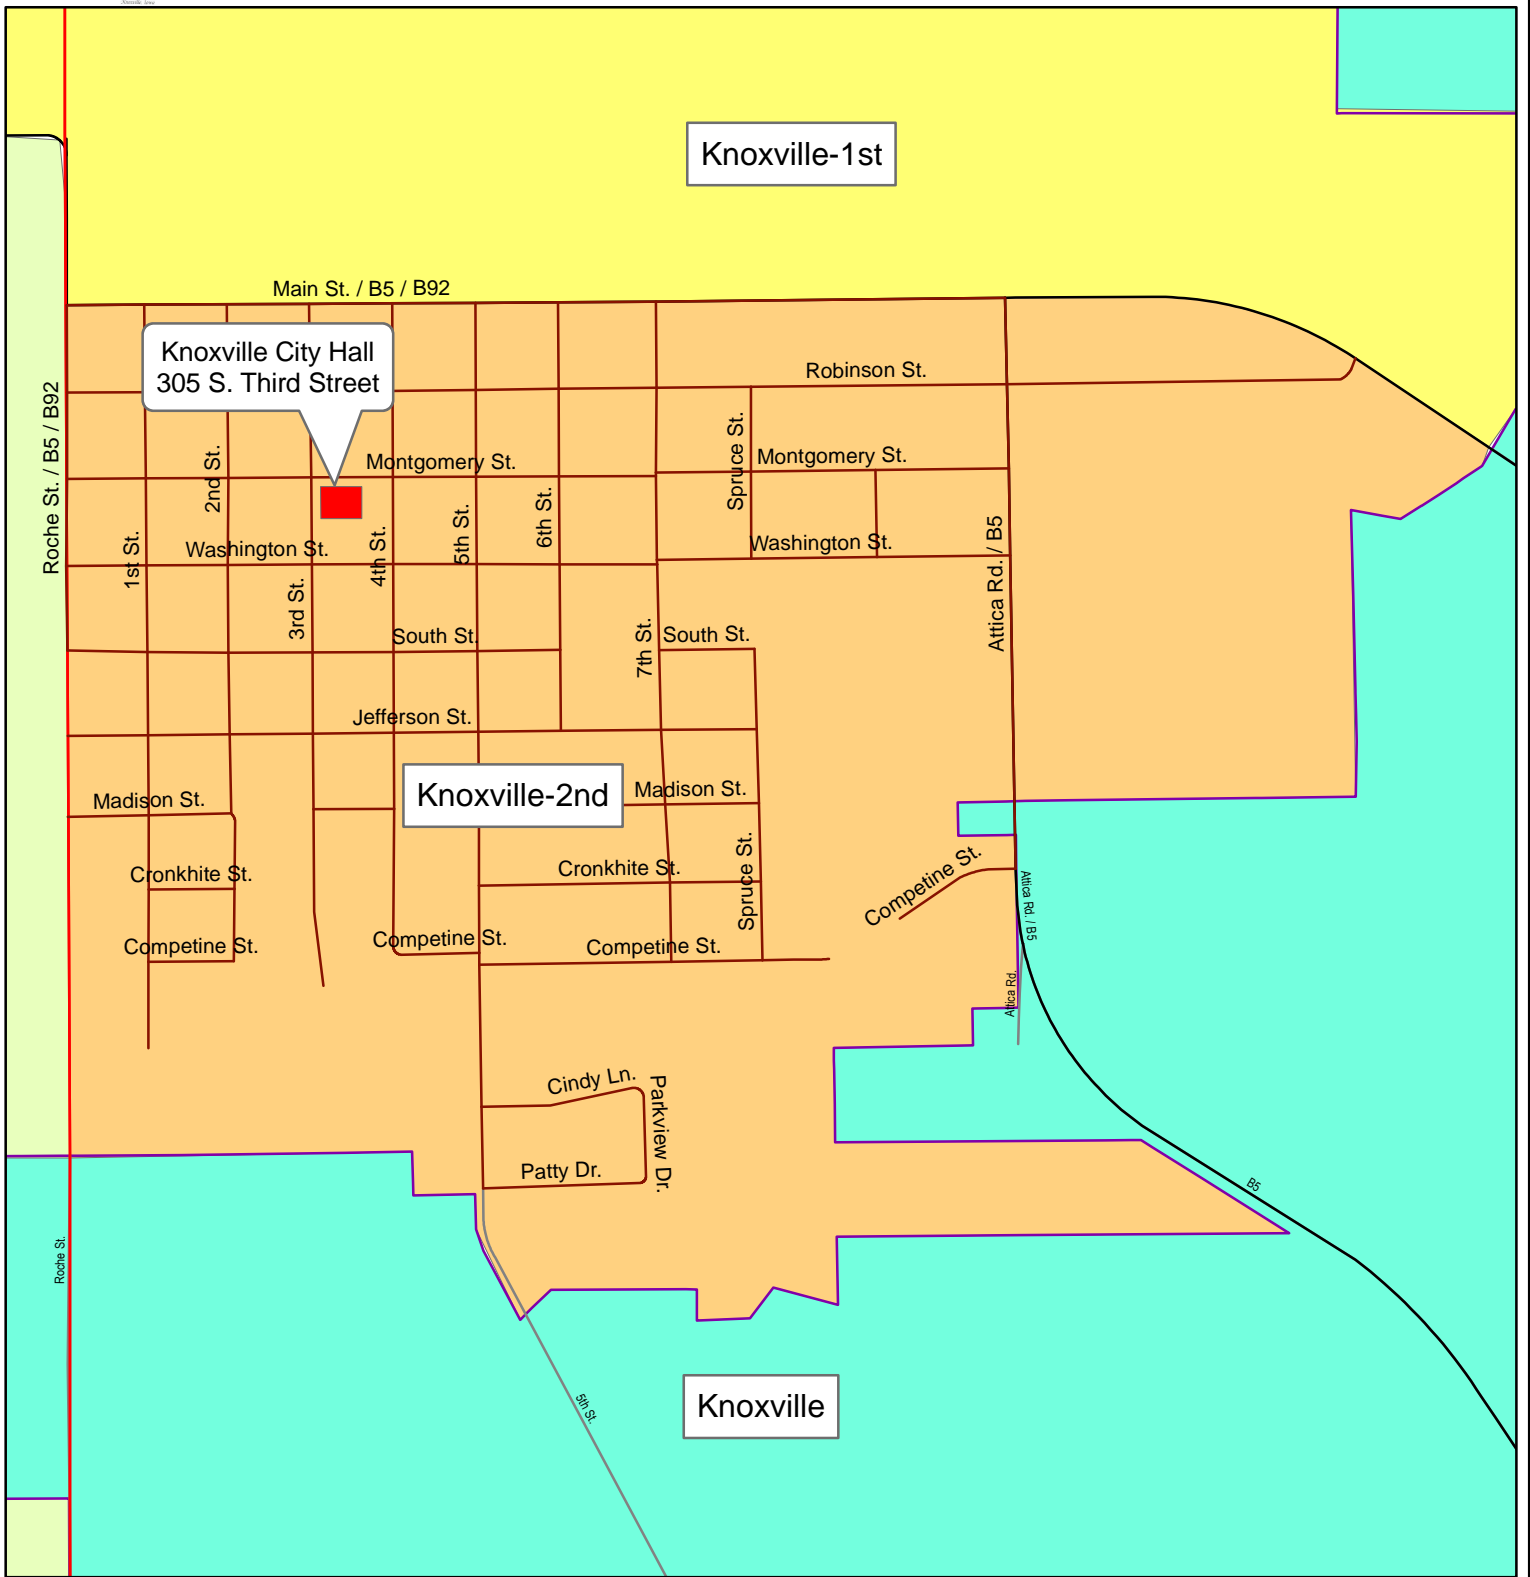 Knoxville Iowa
Knoxville-1st
Main St. / B5 / B92
Knoxville City Hall
305 S. Third Street
Robinson St.
Roche St. / B5 / B92
Spruce St.
Montgomery St.
Montgomery St.
2nd St.
6th St.
5th St.
1st St.
Washington St.
4th St.
Washington St.
Attica Rd. / B5
3rd St.
South St.
7th St.
South St.
Jefferson St.
Knoxville-2nd
Madison St.
Madison St.
Cronkhite St.
Cronkhite St.
Spruce St.
Competine St.
Attica Rd. / B5
Competine St.
Competine St.
Competine St.
Attica Rd.
Cindy Ln.
Parkview Dr.
Patty Dr.
B5
Roche St.
5th St.
Knoxville